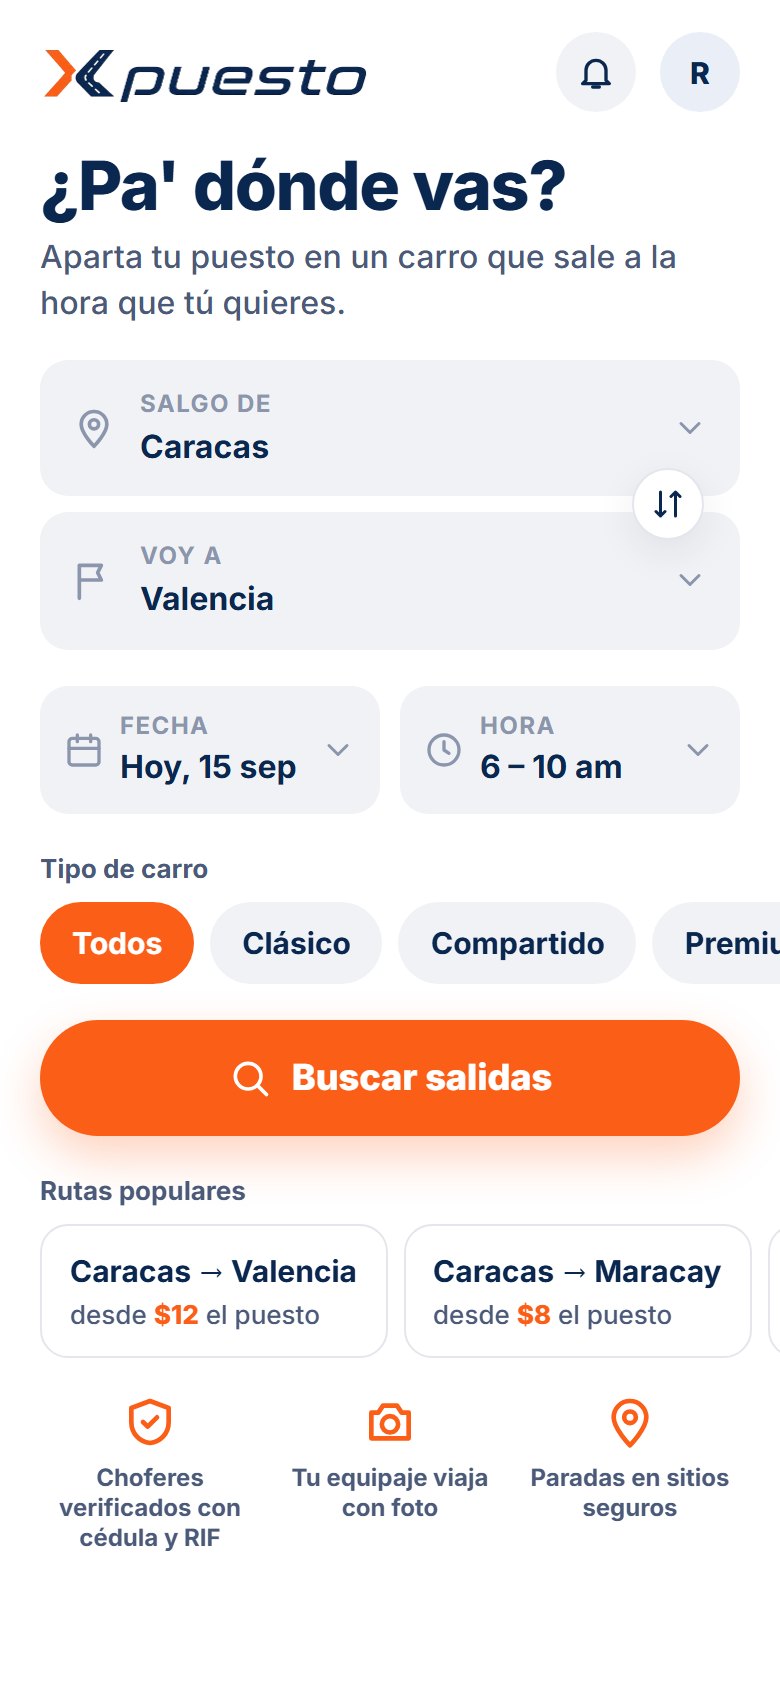 Xpuesto
R
¿Pa' dónde vas?
Aparta tu puesto en un carro que sale a la
hora que tú quieres.
SALGO DE
Caracas
VOY A
Valencia
FECHA
Hoy, 15 sep
HORA
6 – 10 am
Tipo de carro
Todos
Clásico
Compartido
Premiu
Buscar salidas
Rutas populares
Caracas → Valencia
desde $12 el puesto
Caracas → Maracay
desde $8 el puesto
Choferes
verificados con
cédula y RIF
Tu equipaje viaja
con foto
Paradas en sitios
seguros